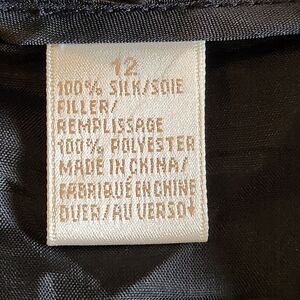 12
100% SILK/SOIE
FILLER/
REMPLISSAGE
100% POLYESTER
MADE IN CHINA/
FABRIQUÉ EN CHINE
OVER/AU VERSO↓